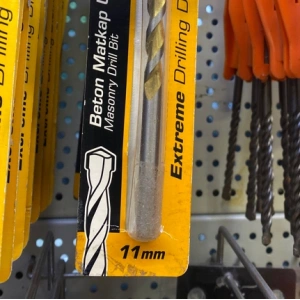 Beton Matkap U
Masonry Drill Bit
Extreme Drilling D
11mm